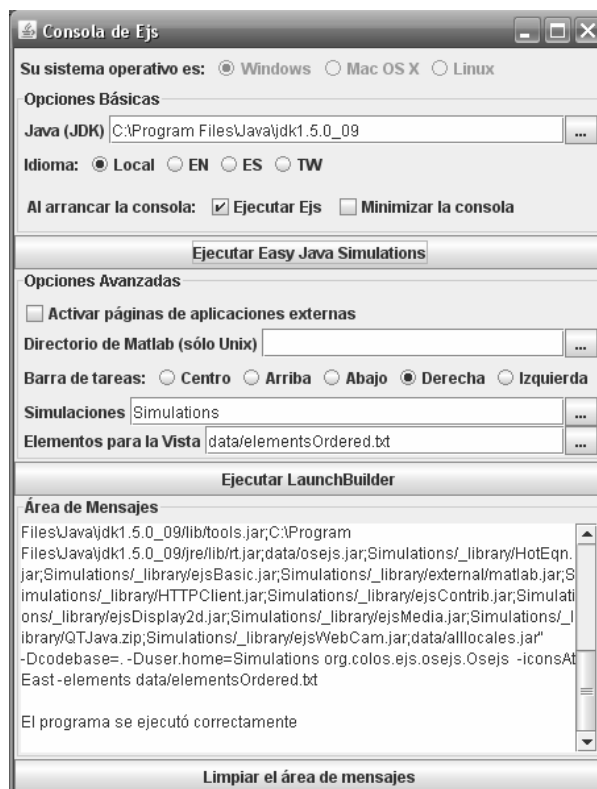 Consola de Ejs
Su sistema operativo es: Windows Mac OS X Linux
Opciones Básicas
Java (JDK) C:\Program Files\Java\jdk1.5.0_09 ...
Idioma: Local EN ES TW
Al arrancar la consola: Ejecutar Ejs Minimizar la consola
Ejecutar Easy Java Simulations
Opciones Avanzadas
Activar páginas de aplicaciones externas
Directorio de Matlab (sólo Unix) ...
Barra de tareas: Centro Arriba Abajo Derecha Izquierda
Simulaciones Simulations ...
Elementos para la Vista data/elementsOrdered.txt ...
Ejecutar LaunchBuilder
Área de Mensajes
Files\Java\jdk1.5.0_09/lib/tools.jar;C:\Program
Files\Java\jdk1.5.0_09/jre/lib/rt.jar;data/osejs.jar;Simulations/_library/HotEqn.
jar;Simulations/_library/ejsBasic.jar;Simulations/_library/external/matlab.jar;S
imulations/_library/HTTPClient.jar;Simulations/_library/ejsContrib.jar;Simulati
ons/_library/ejsDisplay2d.jar;Simulations/_library/ejsMedia.jar;Simulations/_l
ibrary/QTJava.zip;Simulations/_library/ejsWebCam.jar;data/alllocales.jar"
-Dcodebase=. -Duser.home=Simulations org.colos.ejs.osejs.Osejs -iconsAt
East -elements data/elementsOrdered.txt
El programa se ejecutó correctamente
Limpiar el área de mensajes